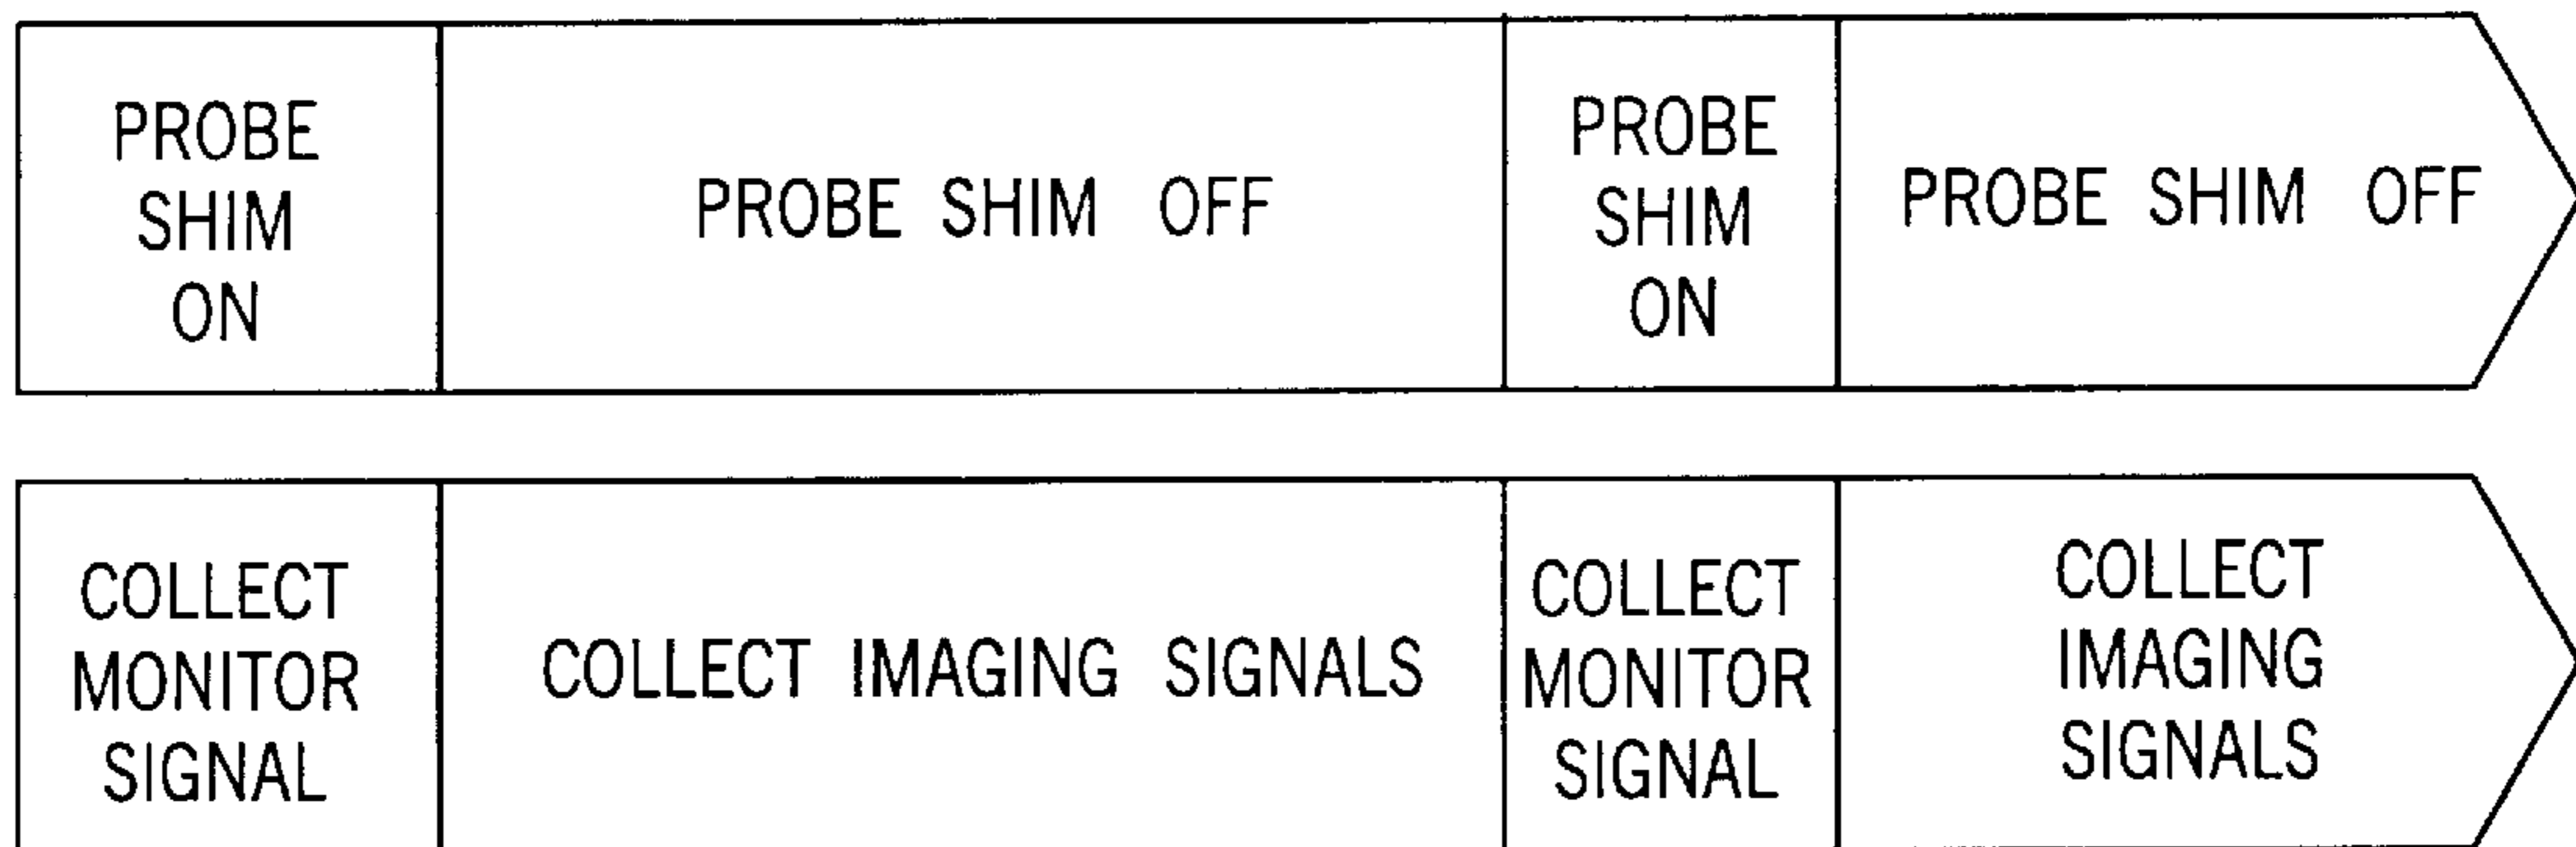 PROBE
SHIM
ON
PROBE SHIM OFF
PROBE
SHIM
ON
PROBE SHIM OFF
COLLECT
MONITOR
SIGNAL
COLLECT IMAGING SIGNALS
COLLECT
MONITOR
SIGNAL
COLLECT
IMAGING
SIGNALS